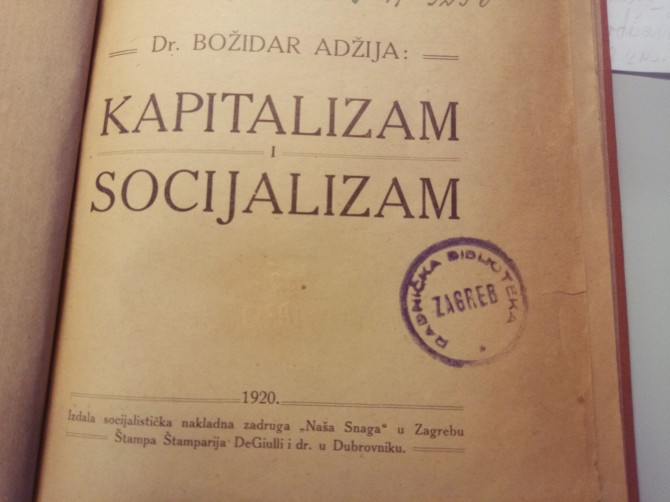 Dr. BOŽIDAR ADŽIJA:
KAPITALIZAM
I
SOCIJALIZAM
RADNIČKA BIBLIOTEKA
ZAGREB
1920.
Izdala socijalistička nakladna zadruga „Naša Snaga“ u Zagrebu
Štampa Štamparija DeGiulli i dr. u Dubrovniku.